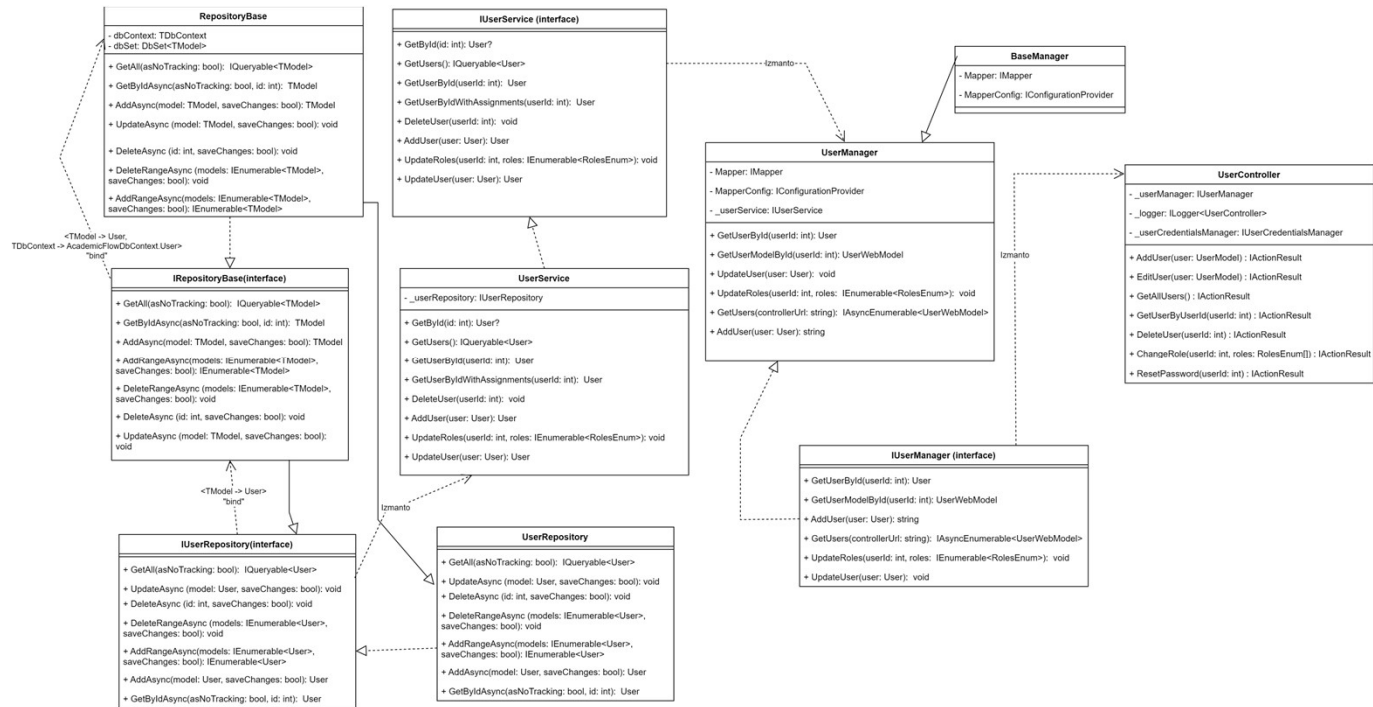 RepositoryBase
- dbContext: TDbContext
- dbSet: DbSet<TModel>
+ GetAll(asNoTracking: bool): IQueryable<TModel>
+ GetByIdAsync(asNoTracking: bool, id: int): TModel
+ AddAsync(model: TModel, saveChanges: bool): TModel
+ UpdateAsync (model: TModel, saveChanges: bool): void
+ DeleteAsync (id: int, saveChanges: bool): void
+ DeleteRangeAsync (models: IEnumerable<TModel>,
saveChanges: bool): void
+ AddRangeAsync(models: IEnumerable<TModel>,
saveChanges: bool): IEnumerable<TModel>
<TModel -> User,
TDbContext -> AcademicFlowDbContext.User>
"bind"
IRepositoryBase(interface)
+ GetAll(asNoTracking: bool): IQueryable<TModel>
+ GetByIdAsync(asNoTracking: bool, id: int): TModel
+ AddAsync(model: TModel, saveChanges: bool): TModel
+ AddRangeAsync(models: IEnumerable<TModel>,
saveChanges: bool): IEnumerable<TModel>
+ DeleteRangeAsync (models: IEnumerable<TModel>,
saveChanges: bool): void
+ DeleteAsync (id: int, saveChanges: bool): void
+ UpdateAsync (model: TModel, saveChanges: bool):
void
<TModel -> User>
"bind"
IUserRepository(interface)
+ GetAll(asNoTracking: bool): IQueryable<User>
+ UpdateAsync (model: User, saveChanges: bool): void
+ DeleteAsync (id: int, saveChanges: bool): void
+ DeleteRangeAsync (models: IEnumerable<User>,
saveChanges: bool): void
+ AddRangeAsync(models: IEnumerable<User>,
saveChanges: bool): IEnumerable<User>
+ AddAsync(model: User, saveChanges: bool): User
+ GetByIdAsync(asNoTracking: bool, id: int): User
IUserService (interface)
+ GetById(id: int): User?
+ GetUsers(): IQueryable<User>
+ GetUserById(userId: int): User
+ GetUserByIdWithAssignments(userId: int): User
+ DeleteUser(userId: int): void
+ AddUser(user: User): User
+ UpdateRoles(userId: int, roles: IEnumerable<RolesEnum>): void
+ UpdateUser(user: User): User
UserService
- _userRepository: IUserRepository
+ GetById(id: int): User?
+ GetUsers(): IQueryable<User>
+ GetUserById(userId: int): User
+ GetUserByIdWithAssignments(userId: int): User
+ DeleteUser(userId: int): void
+ AddUser(user: User): User
+ UpdateRoles(userId: int, roles: IEnumerable<RolesEnum>): void
+ UpdateUser(user: User): User
Izmanto
UserRepository
+ GetAll(asNoTracking: bool): IQueryable<User>
+ UpdateAsync (model: User, saveChanges: bool): void
+ DeleteAsync (id: int, saveChanges: bool): void
+ DeleteRangeAsync (models: IEnumerable<User>,
saveChanges: bool): void
+ AddRangeAsync(models: IEnumerable<User>,
saveChanges: bool): IEnumerable<User>
+ AddAsync(model: User, saveChanges: bool): User
+ GetByIdAsync(asNoTracking: bool, id: int): User
Izmanto
BaseManager
- Mapper: IMapper
- MapperConfig: IConfigurationProvider
UserManager
- Mapper: IMapper
- MapperConfig: IConfigurationProvider
- _userService: IUserService
+ GetUserById(userId: int): User
+ GetUserModelById(userId: int): UserWebModel
+ UpdateUser(user: User): void
+ UpdateRoles(userId: int, roles: IEnumerable<RolesEnum>): void
+ GetUsers(controllerUrl: string): IAsyncEnumerable<UserWebModel>
+ AddUser(user: User): string
Izmanto
UserController
- _userManager: IUserManager
- _logger: ILogger<UserController>
- _userCredentialsManager: IUserCredentialsManager
+ AddUser(user: UserModel) : IActionResult
+ EditUser(user: UserModel) : IActionResult
+ GetAllUsers() : IActionResult
+ GetUserByUserId(userId: int) : IActionResult
+ DeleteUser(userId: int) : IActionResult
+ ChangeRole(userId: int, roles: RolesEnum[]) : IActionResult
+ ResetPassword(userId: int) : IActionResult
IUserManager (interface)
+ GetUserById(userId: int): User
+ GetUserModelById(userId: int): UserWebModel
+ AddUser(user: User): string
+ GetUsers(controllerUrl: string): IAsyncEnumerable<UserWebModel>
+ UpdateRoles(userId: int, roles: IEnumerable<RolesEnum>): void
+ UpdateUser(user: User): void